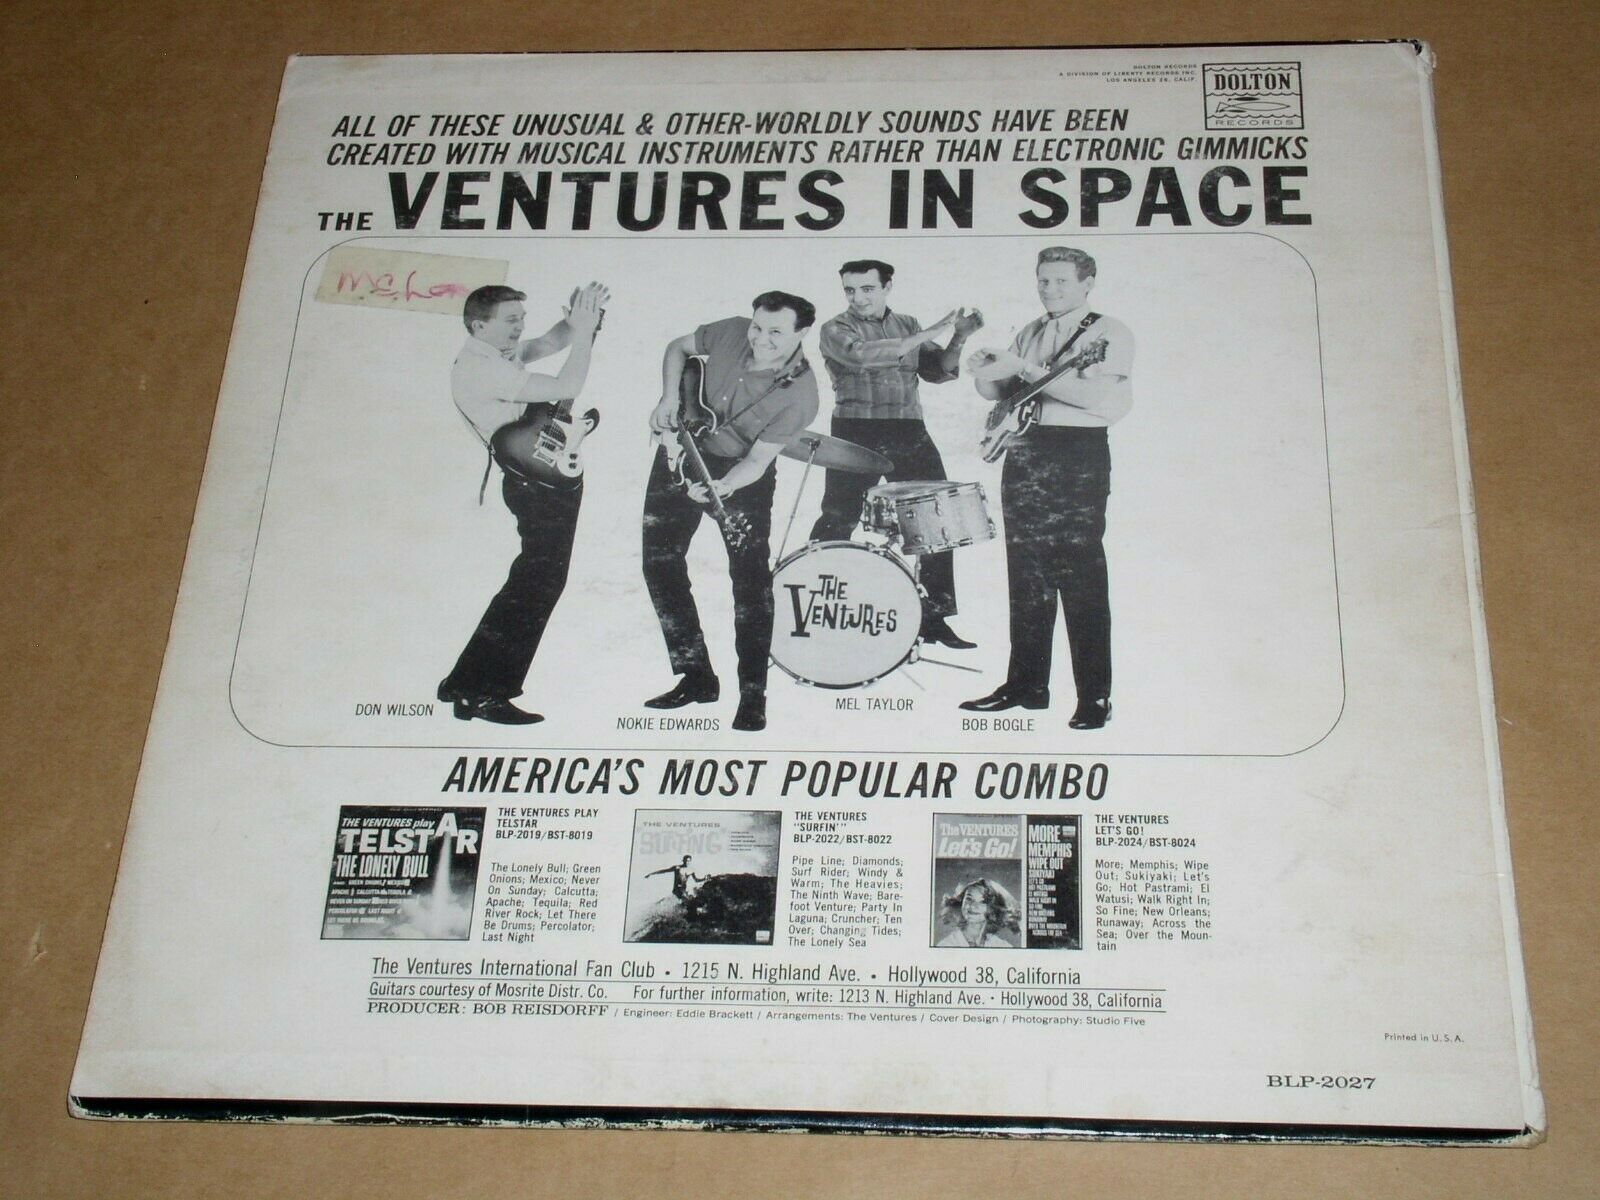 DOLTON RECORDS
A DIVISION OF LIBERTY RECORDS INC.
LOS ANGELES 28, CALIF.
DOLTON
RECORDS
ALL OF THESE UNUSUAL & OTHER-WORLDLY SOUNDS HAVE BEEN
CREATED WITH MUSICAL INSTRUMENTS RATHER THAN ELECTRONIC GIMMICKS
THE VENTURES IN SPACE
THE
VENTURES
DON WILSON
NOKIE EDWARDS
MEL TAYLOR
BOB BOGLE
AMERICA'S MOST POPULAR COMBO
THE VENTURES play
TELSTAR
THE LONELY BULL
THE VENTURES PLAY
TELSTAR
BLP-2019/BST-8019
The Lonely Bull; Green
Onions; Mexico; Never
On Sunday; Calcutta;
Apache; Tequila; Red
River Rock; Let There
Be Drums; Percolator;
Last Night
THE VENTURES
SURFING
THE VENTURES
"SURFIN'"
BLP-2022/BST-8022
Pipe Line; Diamonds;
Surf Rider; Windy &
Warm; The Heavies;
The Ninth Wave; Bare-
foot Venture; Party In
Laguna; Cruncher; Ten
Over; Changing Tides;
The Lonely Sea
The VENTURES
Let's Go!
MORE
MEMPHIS
WIPE OUT
SUKIYAKI
THE VENTURES
LET'S GO!
BLP-2024/BST-8024
More; Memphis; Wipe
Out; Sukiyaki; Let's
Go; Hot Pastrami; El
Watusi; Walk Right In;
So Fine; New Orleans;
Runaway; Across the
Sea; Over the Moun-
tain
The Ventures International Fan Club • 1215 N. Highland Ave. • Hollywood 38, California
Guitars courtesy of Mosrite Distr. Co. For further information, write: 1213 N. Highland Ave. • Hollywood 38, California
PRODUCER: BOB REISDORFF / Engineer: Eddie Brackett / Arrangements: The Ventures / Cover Design / Photography: Studio Five
Printed in U.S.A.
BLP-2027